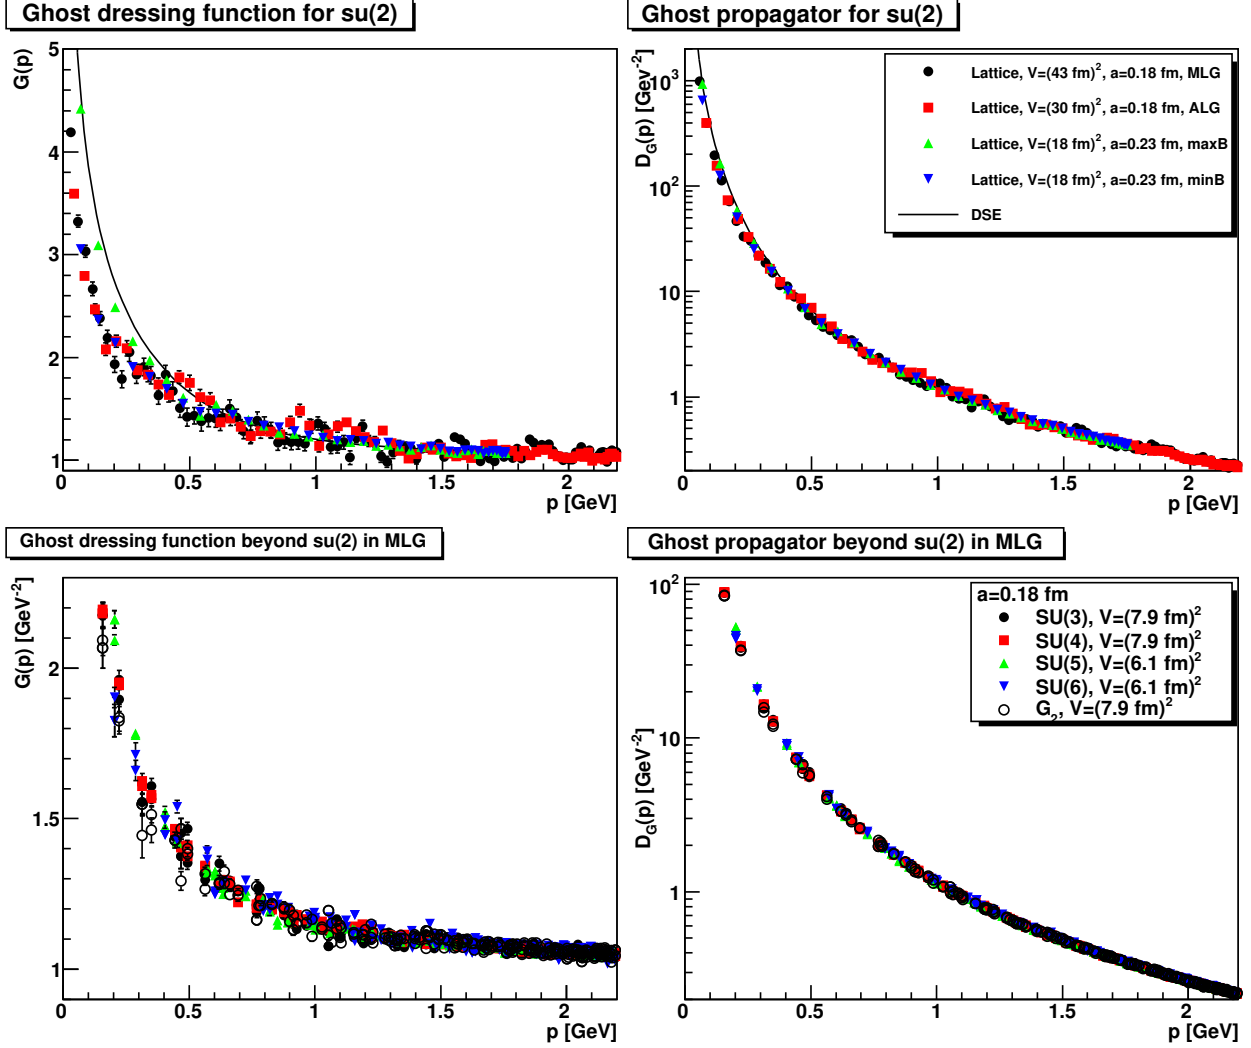 Ghost dressing function for su(2)
G(p)
5
4
3
2
1
0
0.5
1
1.5
2
p [GeV]
Ghost propagator for su(2)
D_G(p) [GeV^-2]
10^3
10^2
10
1
0
0.5
1
1.5
2
p [GeV]
Lattice, V=(43 fm)^2, a=0.18 fm, MLG
Lattice, V=(30 fm)^2, a=0.18 fm, ALG
Lattice, V=(18 fm)^2, a=0.23 fm, maxB
Lattice, V=(18 fm)^2, a=0.23 fm, minB
DSE
Ghost dressing function beyond su(2) in MLG
G(p) [GeV^-2]
2
1.5
1
0
0.5
1
1.5
2
p [GeV]
Ghost propagator beyond su(2) in MLG
D_G(p) [GeV^-2]
10^2
10
1
0
0.5
1
1.5
2
p [GeV]
a=0.18 fm
SU(3), V=(7.9 fm)^2
SU(4), V=(7.9 fm)^2
SU(5), V=(6.1 fm)^2
SU(6), V=(6.1 fm)^2
G_2, V=(7.9 fm)^2